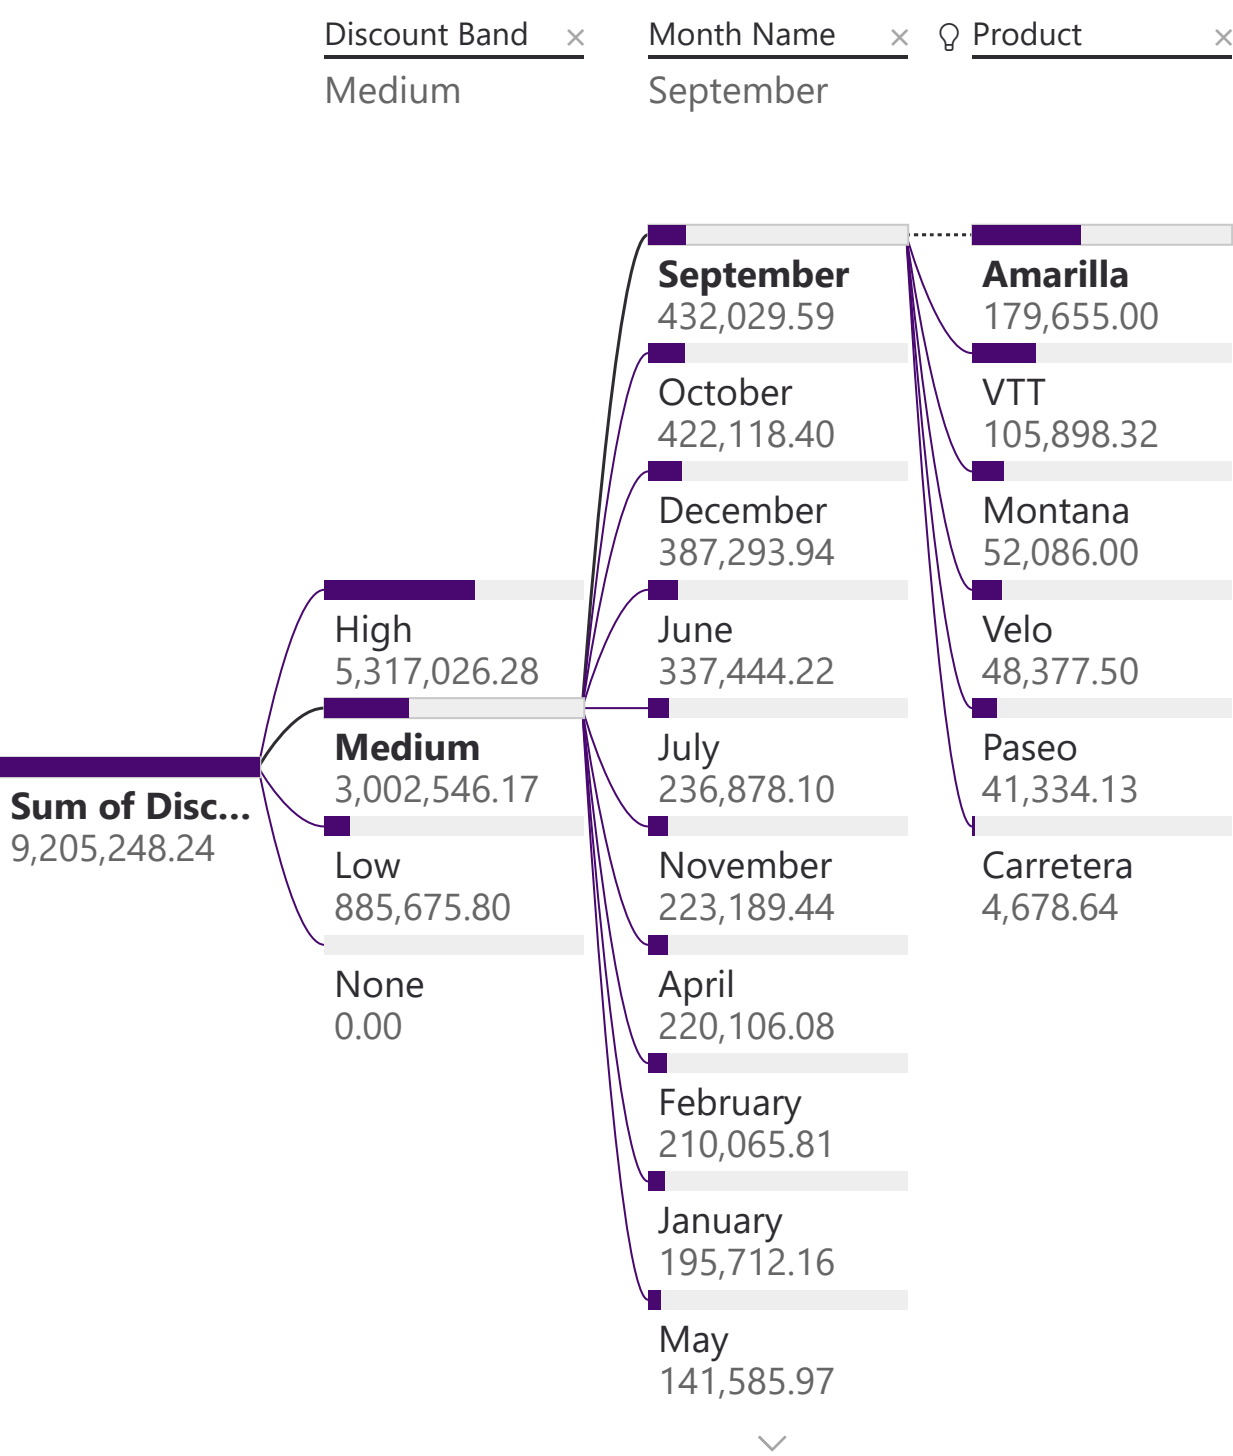 Discount Band
Month Name
Product
Medium
September
Sum of Disc...
9,205,248.24
High
5,317,026.28
Medium
3,002,546.17
Low
885,675.80
None
0.00
September
432,029.59
October
422,118.40
December
387,293.94
June
337,444.22
July
236,878.10
November
223,189.44
April
220,106.08
February
210,065.81
January
195,712.16
May
141,585.97
Amarilla
179,655.00
VTT
105,898.32
Montana
52,086.00
Velo
48,377.50
Paseo
41,334.13
Carretera
4,678.64